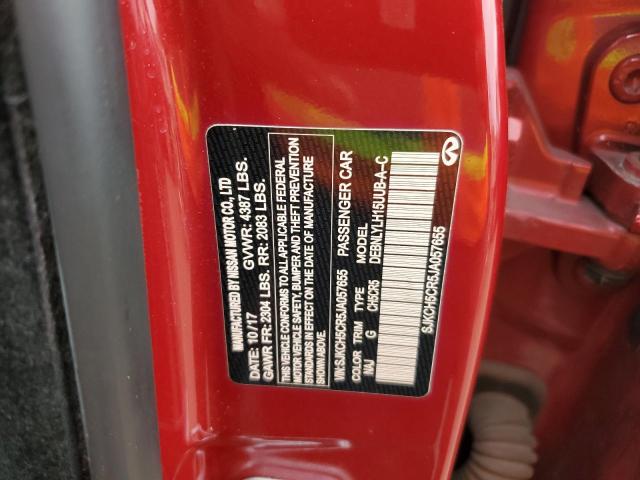 MANUFACTURED BY NISSAN MOTOR CO., LTD
DATE: 10/17 GVWR: 4387 LBS.
GAWR FR: 2304 LBS. RR: 2083 LBS.
THIS VEHICLE CONFORMS TO ALL APPLICABLE FEDERAL
MOTOR VEHICLE SAFETY, BUMPER AND THEFT PREVENTION
STANDARDS IN EFFECT ON THE DATE OF MANUFACTURE
SHOWN ABOVE.
VIN:SJKCH5CR5JA057655 PASSENGER CAR
COLOR TRIM TYPE MODEL
NAJ G CH5CR5 DEBNLYLH15UUB-A-C
SJKCH5CR5JA057655